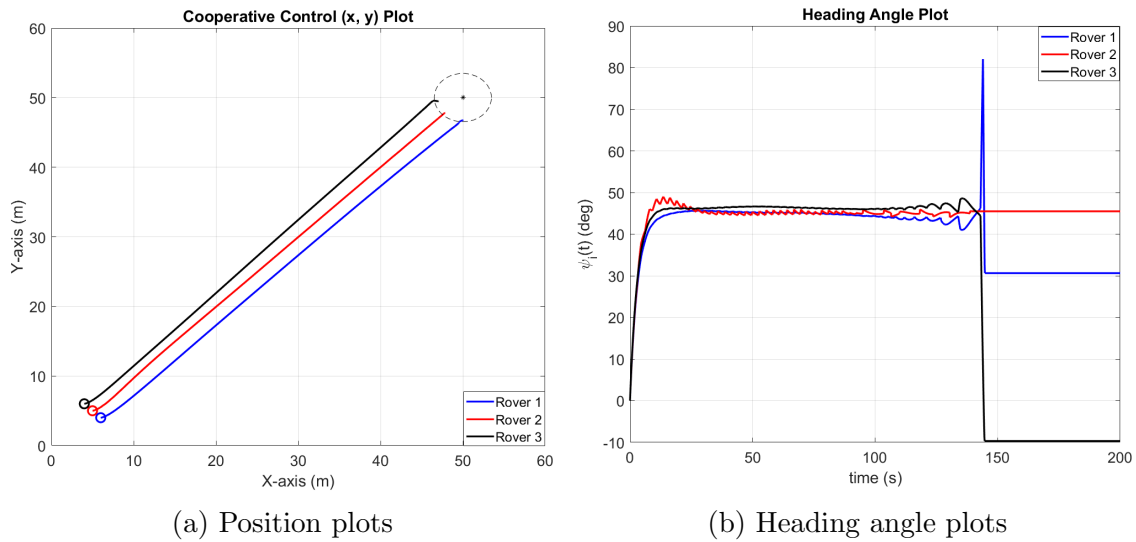 Cooperative Control (x, y) Plot
60
50
40
30
20
10
0
Y-axis (m)
0 10 20 30 40 50 60
X-axis (m)
Rover 1
Rover 2
Rover 3
(a) Position plots
Heading Angle Plot
90
80
70
60
50
40
30
20
10
0
-10
ψi(t) (deg)
0 50 100 150 200
time (s)
Rover 1
Rover 2
Rover 3
(b) Heading angle plots